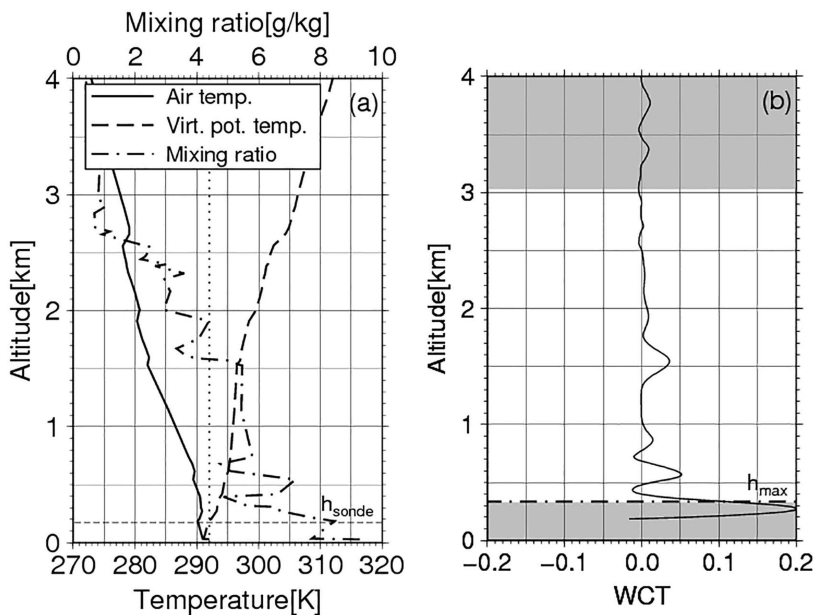 Mixing ratio[g/kg]
0 2 4 6 8 10
4
3
2
1
0
Altitude[km]
Air temp.
Virt. pot. temp.
Mixing ratio
(a)
hsonde
270 280 290 300 310 320
Temperature[K]
4
3
2
1
0
Altitude[km]
(b)
hmax
−0.2 −0.1 0.0 0.1 0.2
WCT